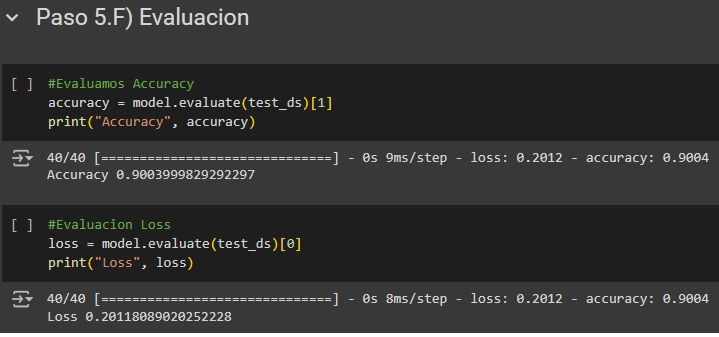 Paso 5.F) Evaluacion
[ ] #Evaluamos Accuracy
accuracy = model.evaluate(test_ds)[1]
print("Accuracy", accuracy)
40/40 [==============================] - 0s 9ms/step - loss: 0.2012 - accuracy: 0.9004
Accuracy 0.9003999829292297
[ ] #Evaluacion Loss
loss = model.evaluate(test_ds)[0]
print("Loss", loss)
40/40 [==============================] - 0s 8ms/step - loss: 0.2012 - accuracy: 0.9004
Loss 0.20118089020252228